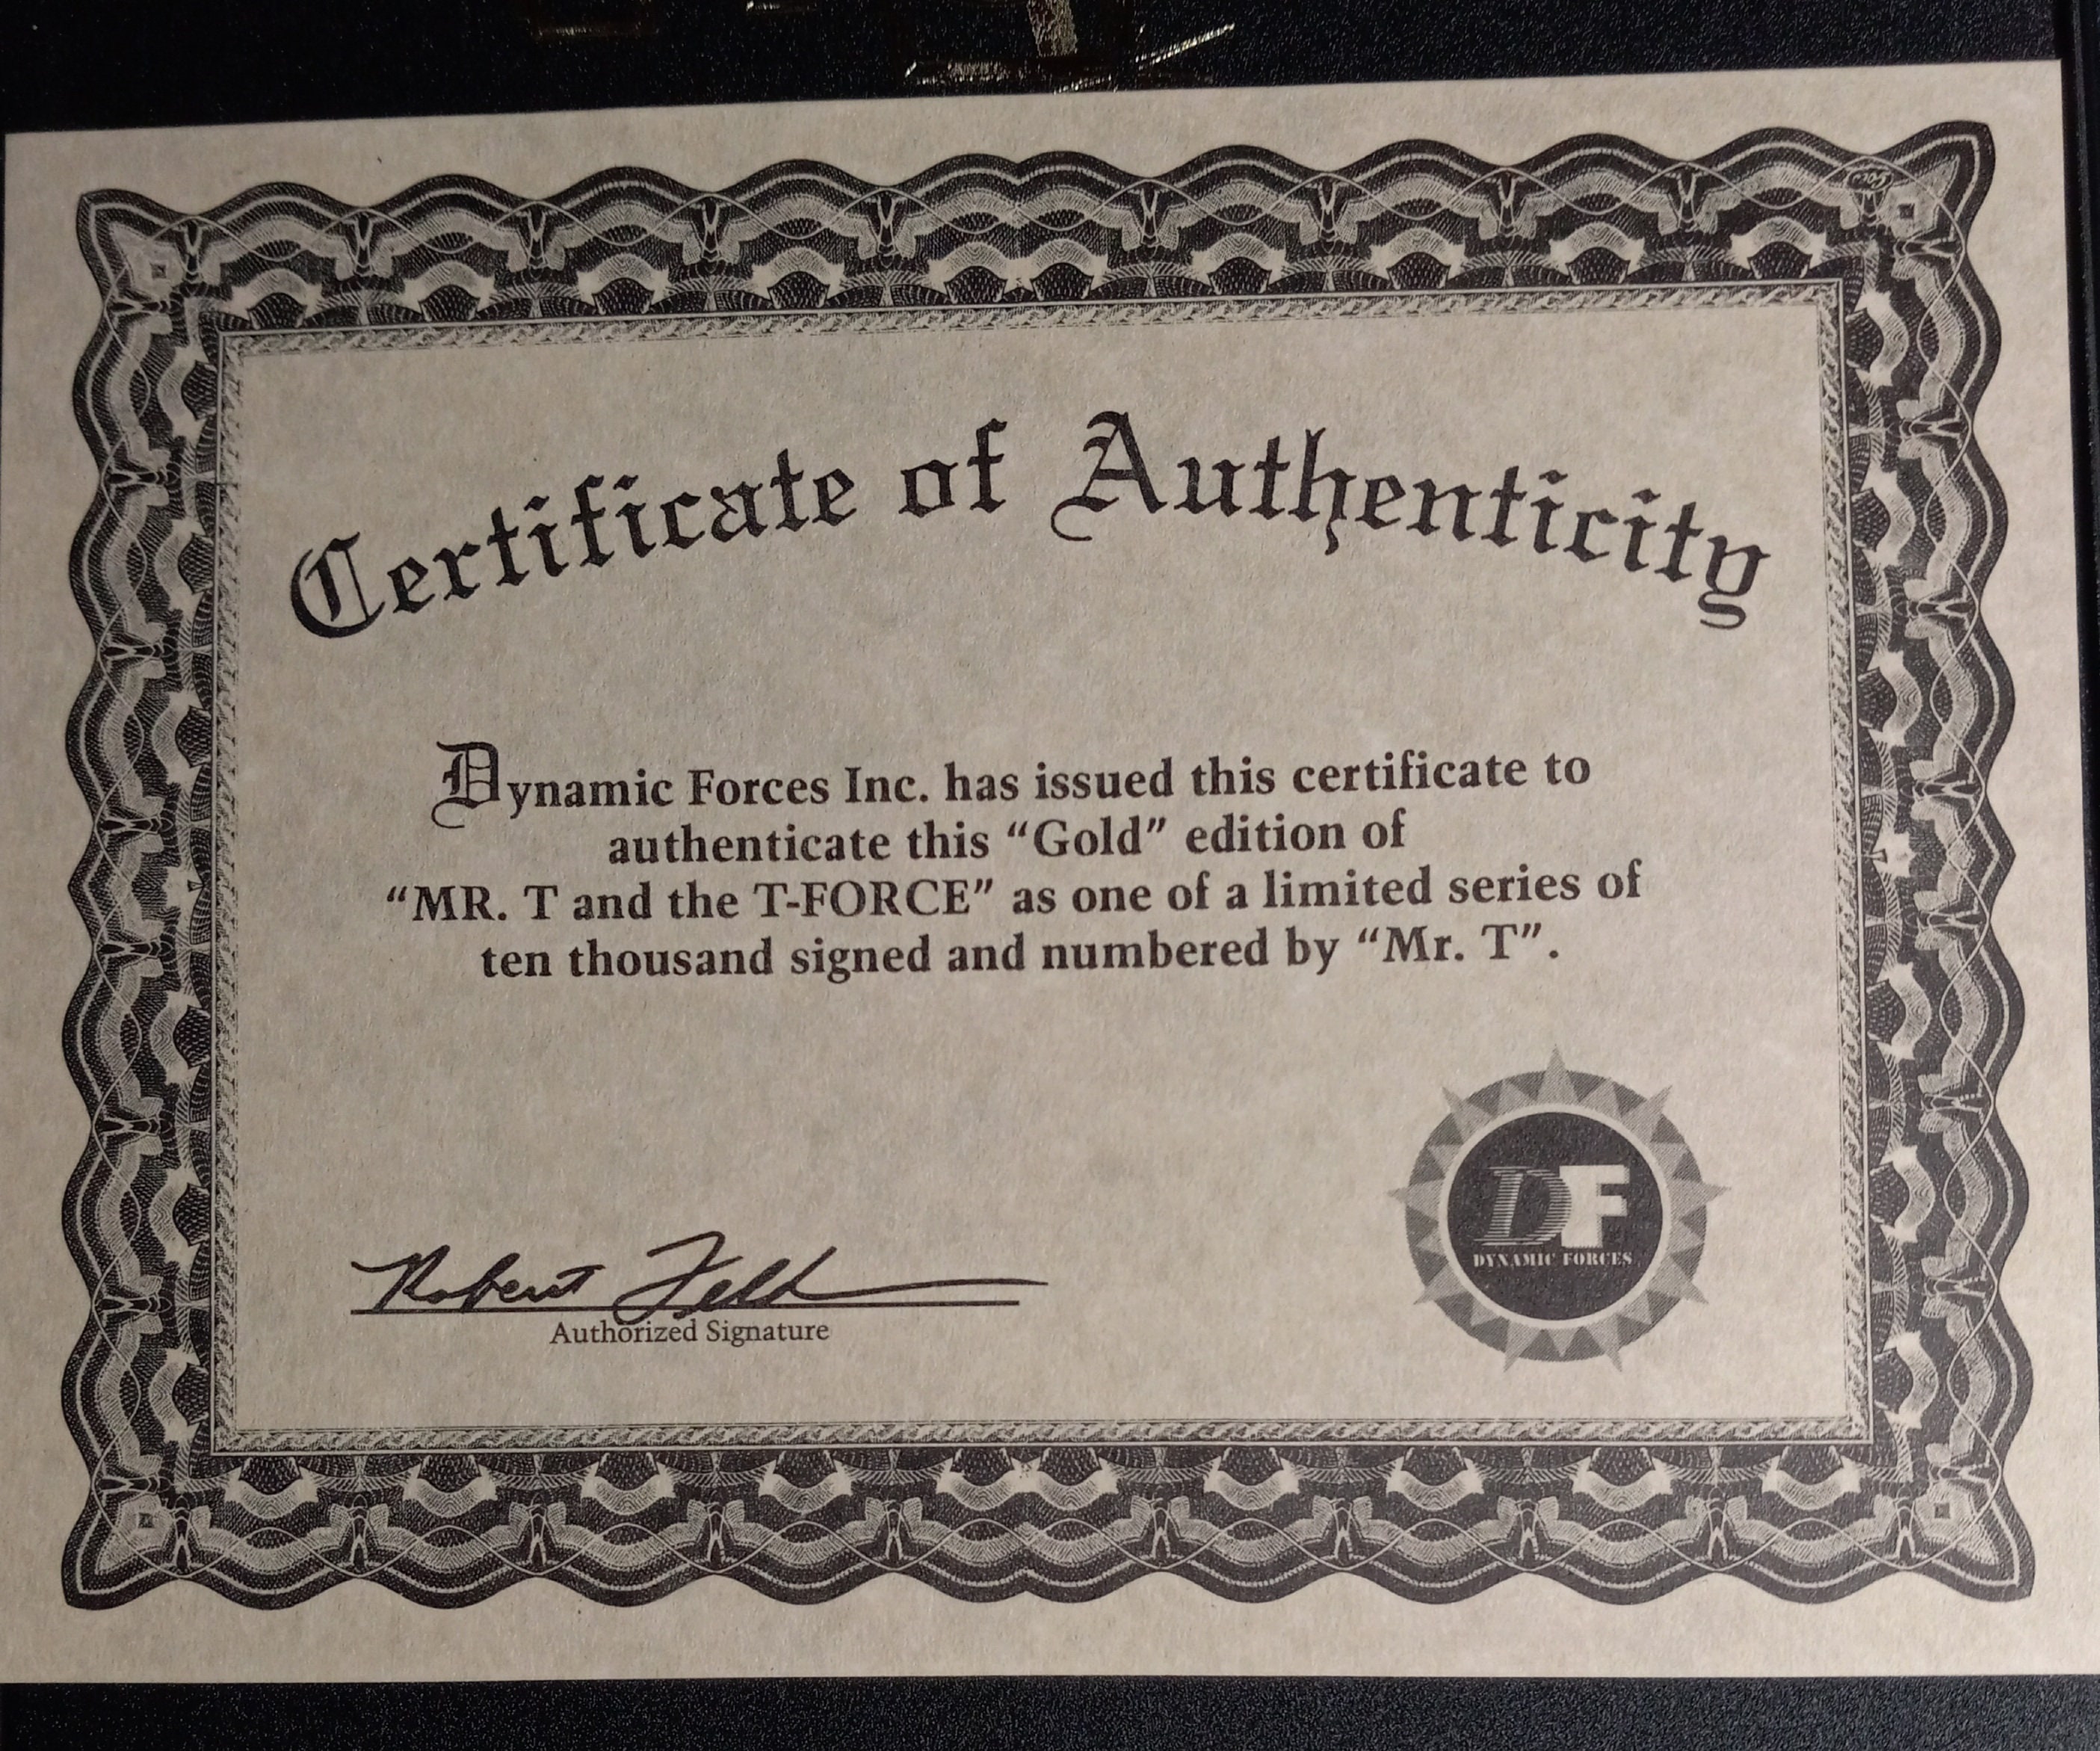 Certificate of Authenticity
Dynamic Forces Inc. has issued this certificate to
authenticate this “Gold” edition of
“MR. T and the T-FORCE” as one of a limited series of
ten thousand signed and numbered by “Mr. T”.
Robert Feld
Authorized Signature
DF
DYNAMIC FORCES